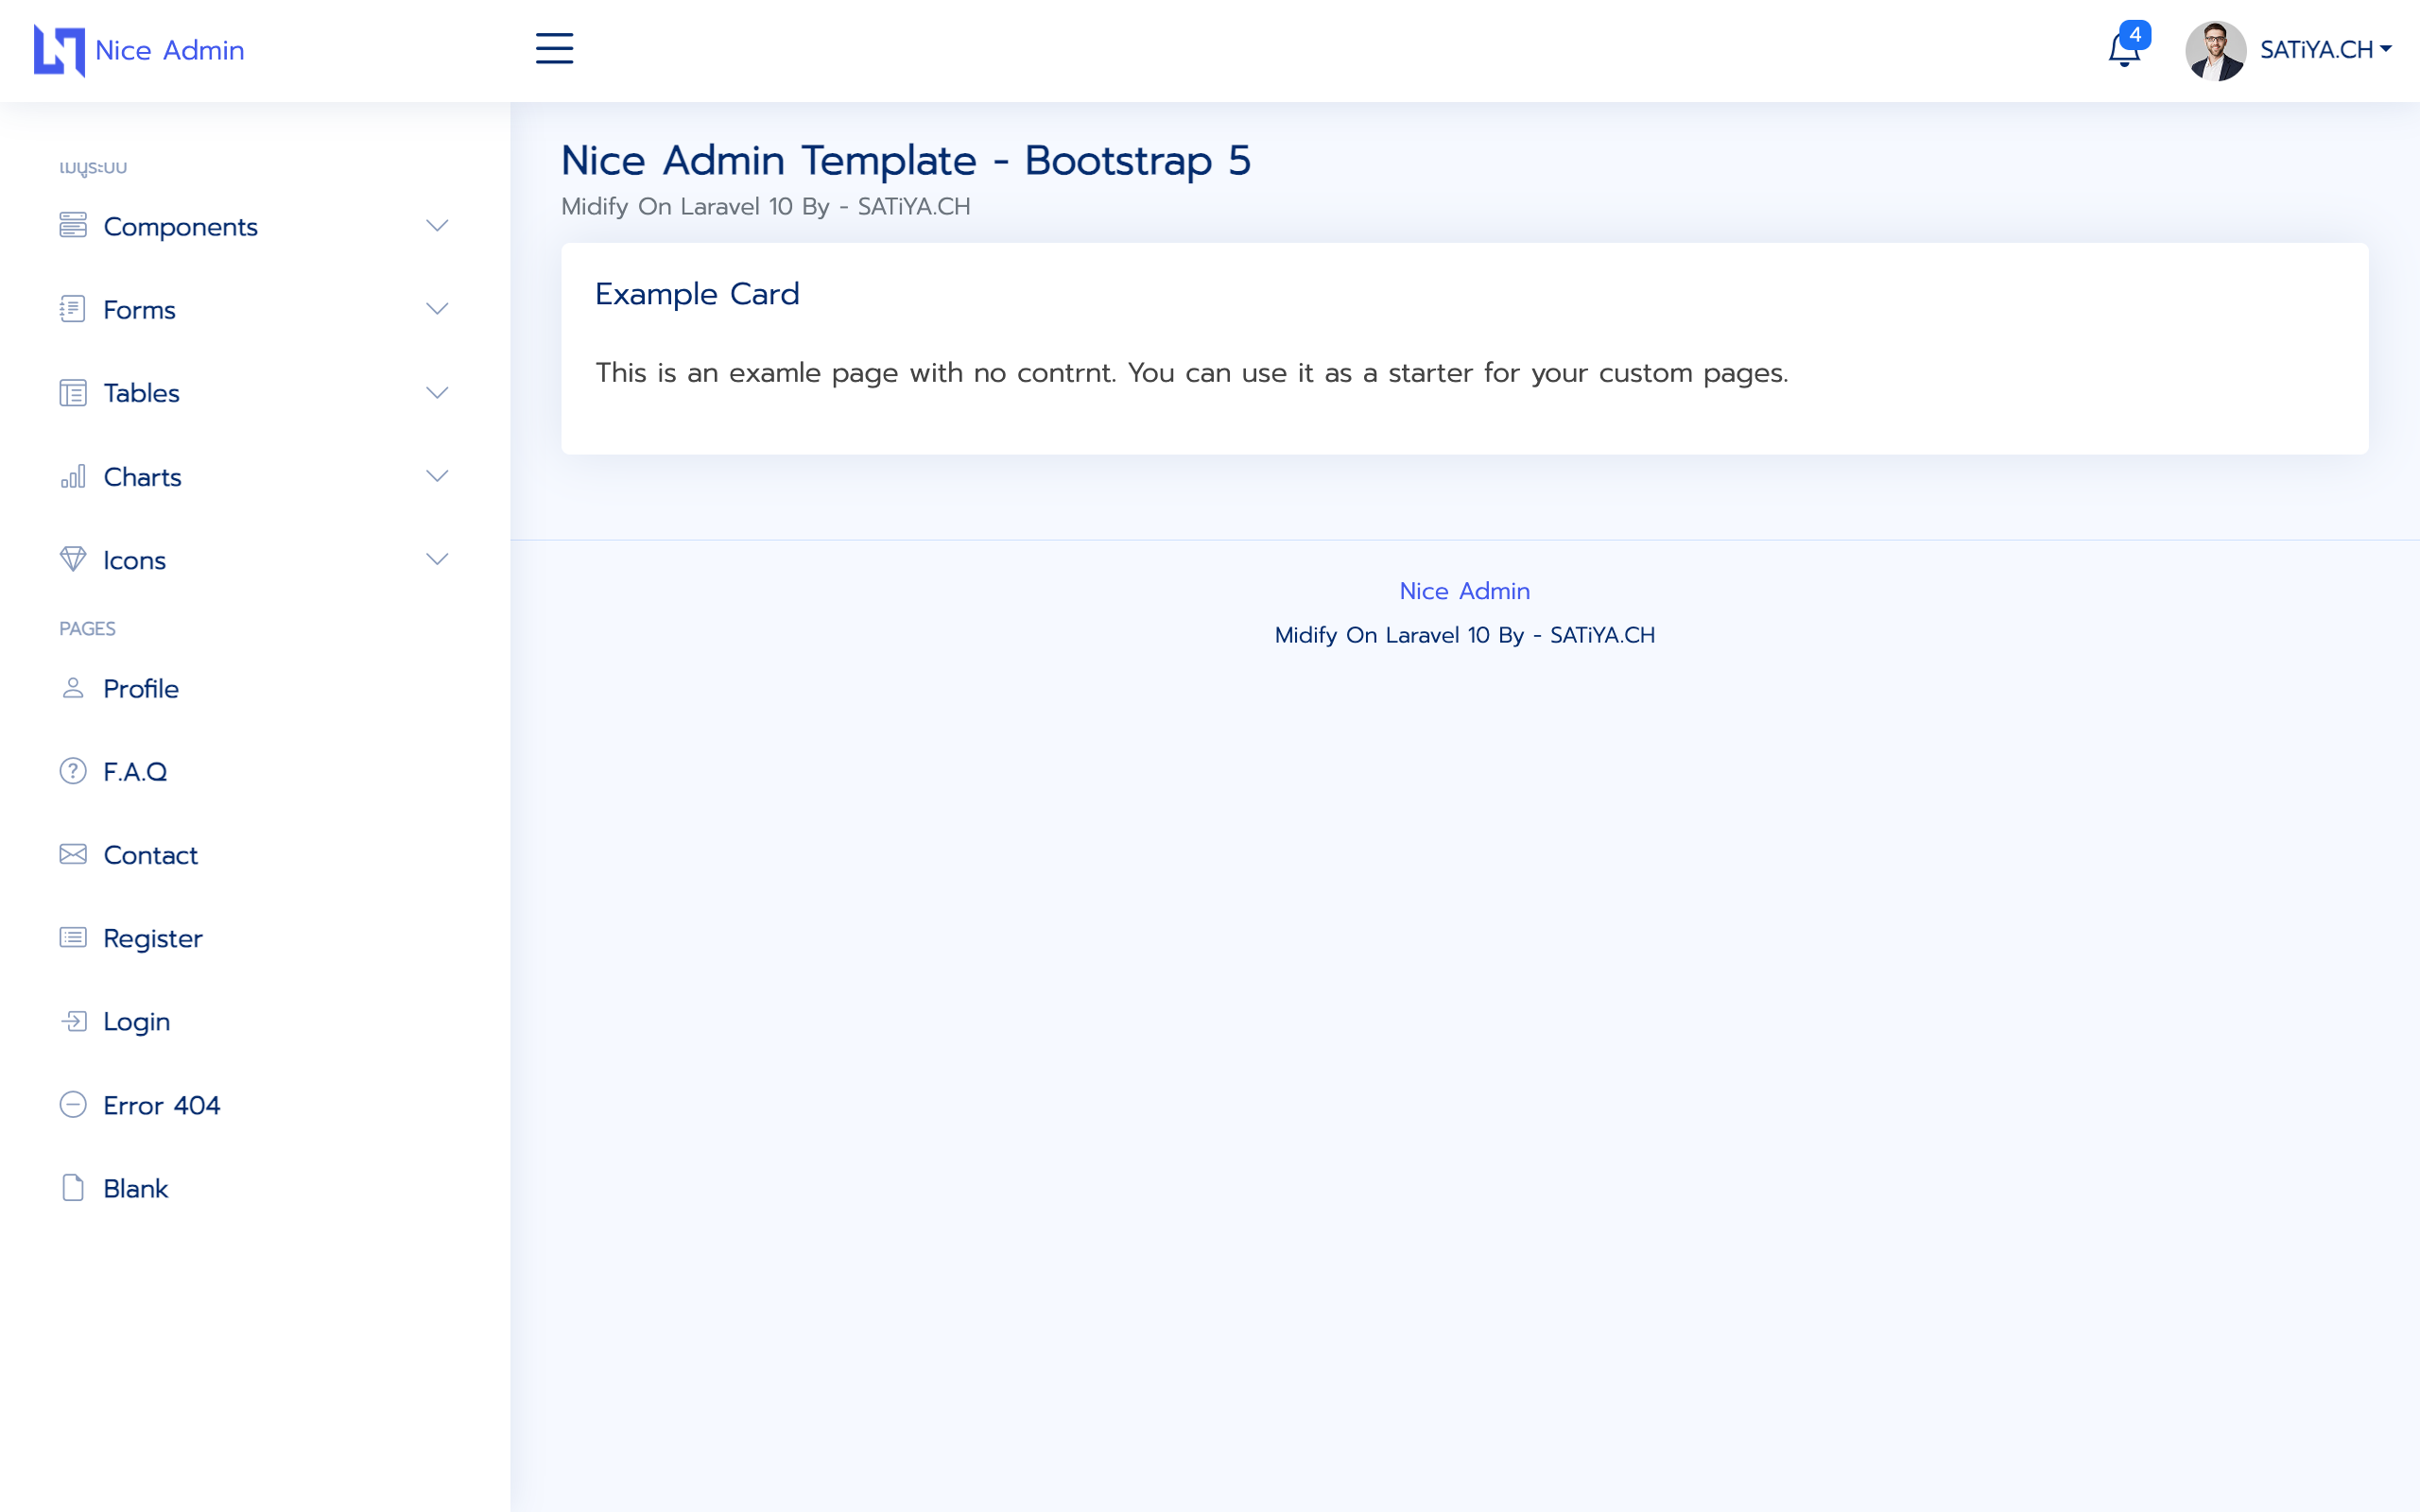 Nice Admin
4
SATiYA.CH
เมนูระบบ
Components
Forms
Tables
Charts
Icons
PAGES
Profile
F.A.Q
Contact
Register
Login
Error 404
Blank
Nice Admin Template - Bootstrap 5
Midify On Laravel 10 By - SATiYA.CH
Example Card
This is an examle page with no contrnt. You can use it as a starter for your custom pages.
Nice Admin
Midify On Laravel 10 By - SATiYA.CH